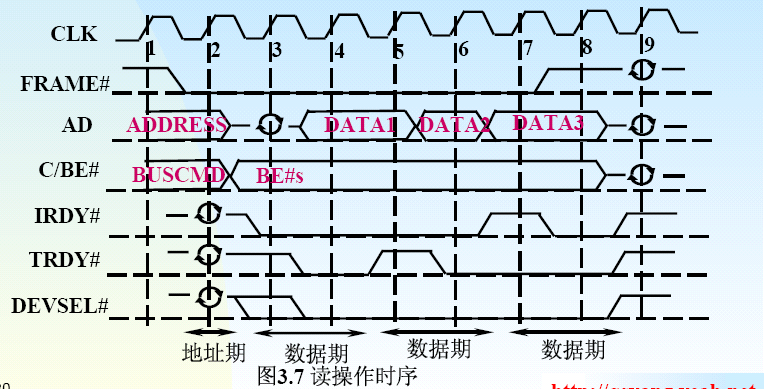 CLK
1 2 3 4 5 6 7 8 9
FRAME#
AD ADDRESS DATA1 DATA2 DATA3
C/BE# BUSCMD BE#s
IRDY#
TRDY#
DEVSEL#
地址期 数据期 数据期 数据期
图3.7 读操作时序